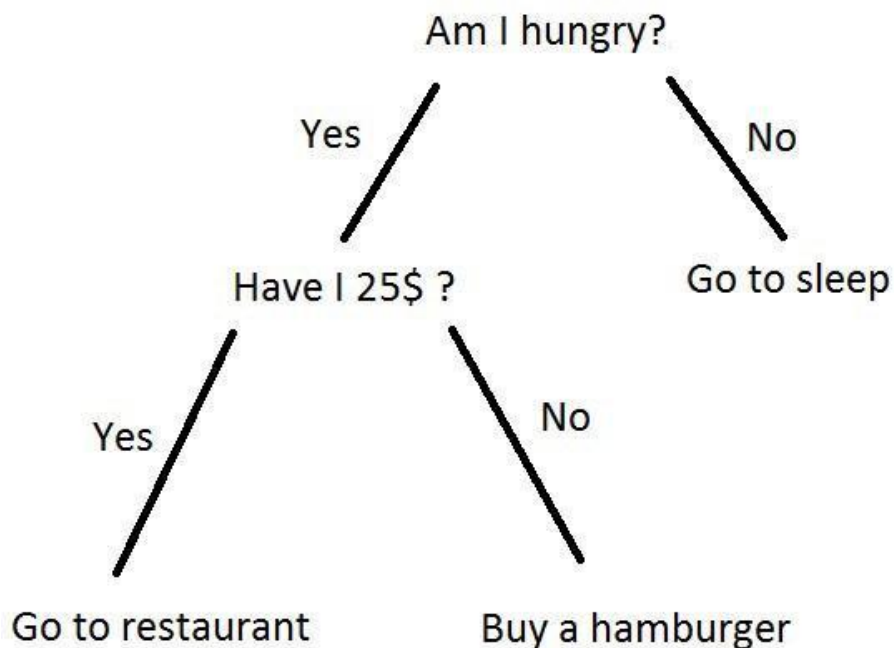 Am I hungry?
Yes
No
Have I 25$ ?
Go to sleep
Yes
No
Go to restaurant
Buy a hamburger